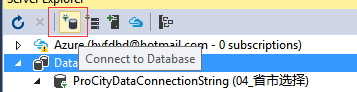 Server Explorer
Azure (hvfdhd@hotmail.com - 0 subscriptions)
Data
Connect to Database
ProCityDataConnectionString (04_省市选择)